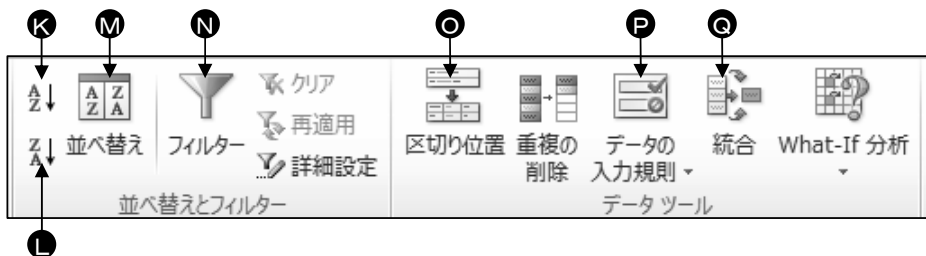 K M N O P Q
A Z↓ A Z Z A クリア
再適用
Z A↓ 並べ替え フィルター 詳細設定 区切り位置 重複の データの 統合 What-If 分析
削除 入力規則
並べ替えとフィルター データ ツール
L